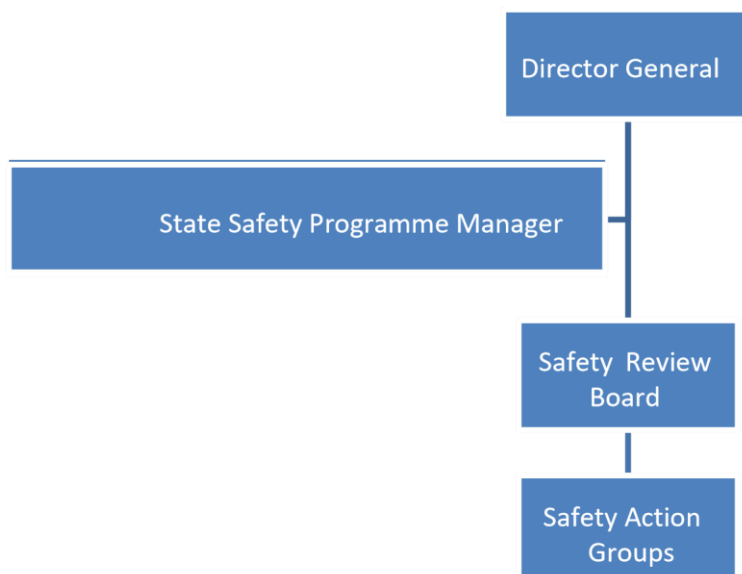 Director General
State Safety Programme Manager
Safety Review
Board
Safety Action
Groups